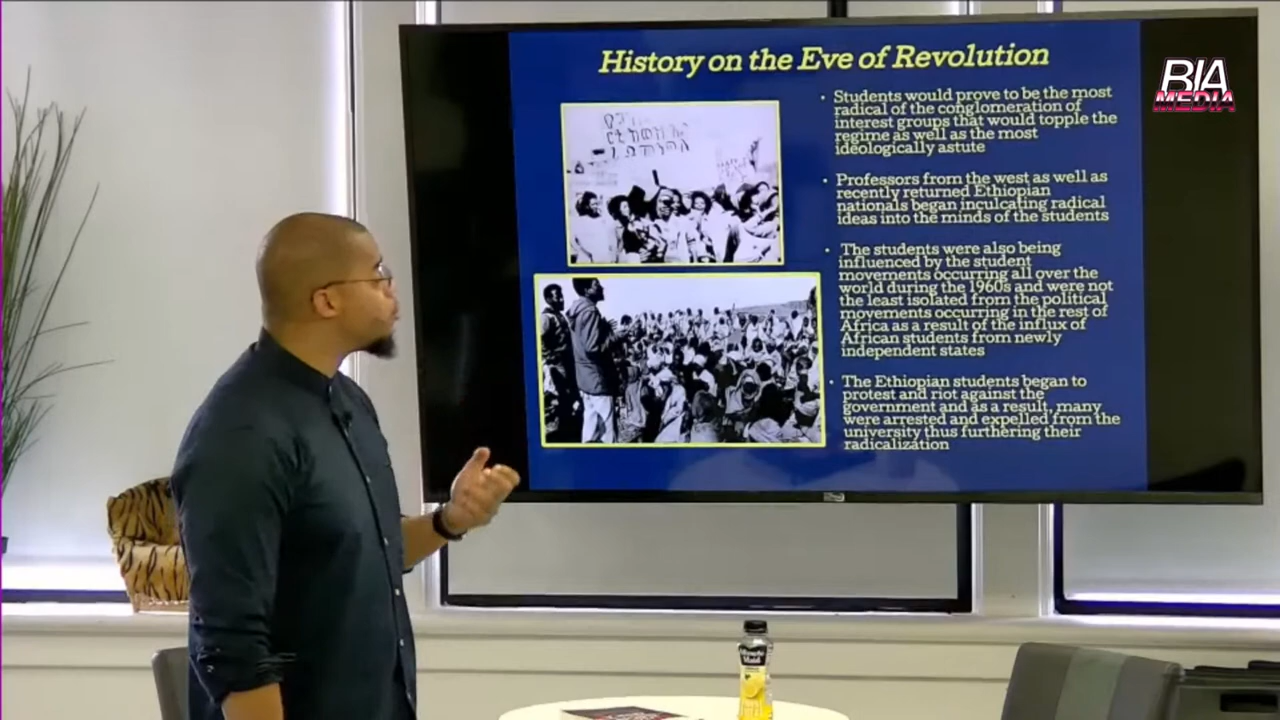 History on the Eve of Revolution
BIA
MEDIA
• Students would prove to be the most
radical of the conglomeration of
interest groups that would topple the
regime as well as the most
ideologically astute
• Professors from the west as well as
recently returned Ethiopian
nationals began inculcating radical
ideas into the minds of the students
• The students were also being
influenced by the student
movements occurring all over the
world during the 1960s and were not
the least isolated from the political
movements occurring in the rest of
Africa as a result of the influx of
African students from newly
independent states
• The Ethiopian students began to
protest and riot against the
government and as a result, many
were arrested and expelled from the
university thus furthering their
radicalization
Minute
Maid